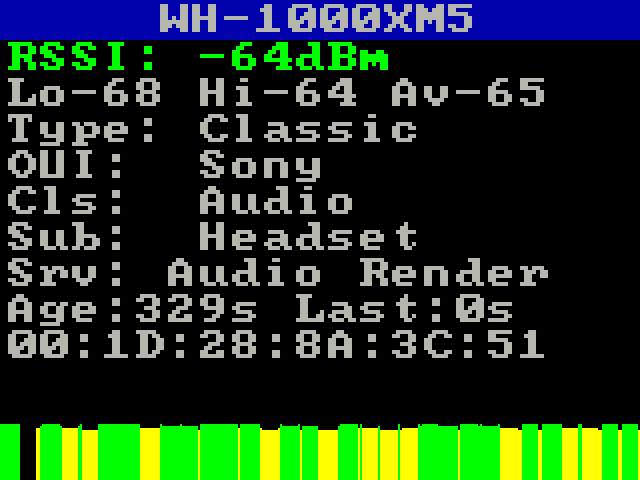 WH-1000XM5
RSSI: -64dBm
Lo-68 Hi-64 Av-65
Type: Classic
OUI: Sony
Cls: Audio
Sub: Headset
Srv: Audio Render
Age:329s Last:0s
00:1D:28:8A:3C:51